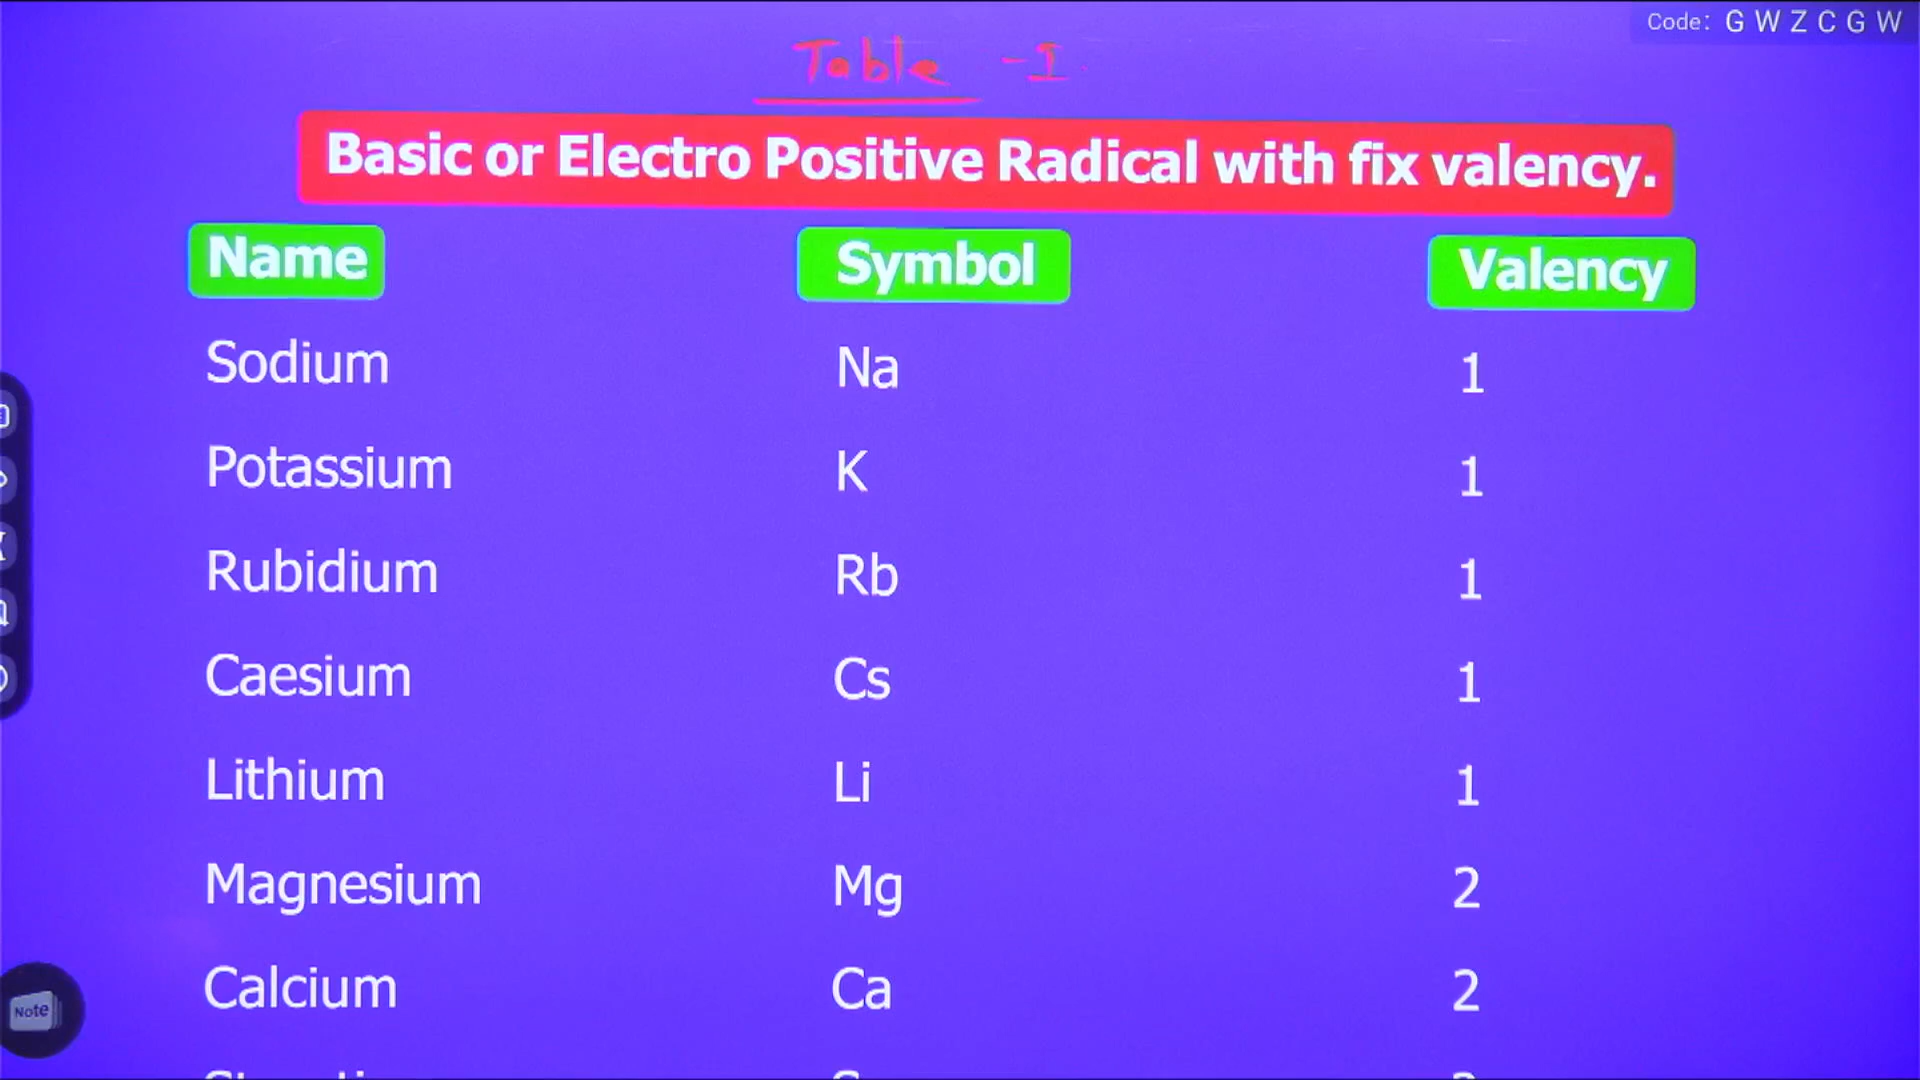 Code: G W Z C G W
Table -1
Basic or Electro Positive Radical with fix valency.
Name Symbol Valency
Sodium Na 1
Potassium K 1
Rubidium Rb 1
Caesium Cs 1
Lithium Li 1
Magnesium Mg 2
Calcium Ca 2
Note